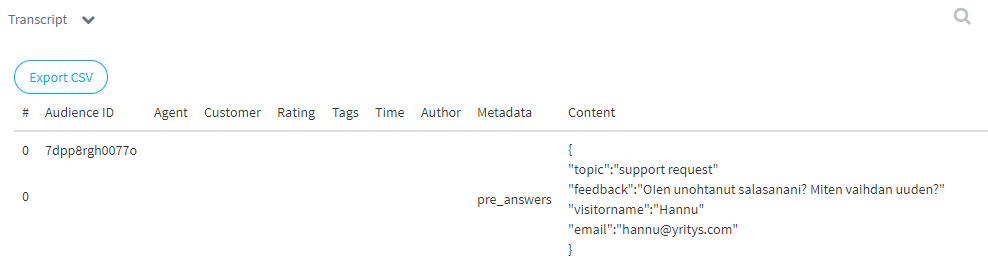 Transcript
Export CSV
# Audience ID Agent Customer Rating Tags Time Author Metadata Content
0 7dpp8rgh0077o
0 pre_answers
{
"topic":"support request"
"feedback":"Olen unohtanut salasanani? Miten vaihdan uuden?"
"visitorname":"Hannu"
"email":"hannu@yritys.com"
}